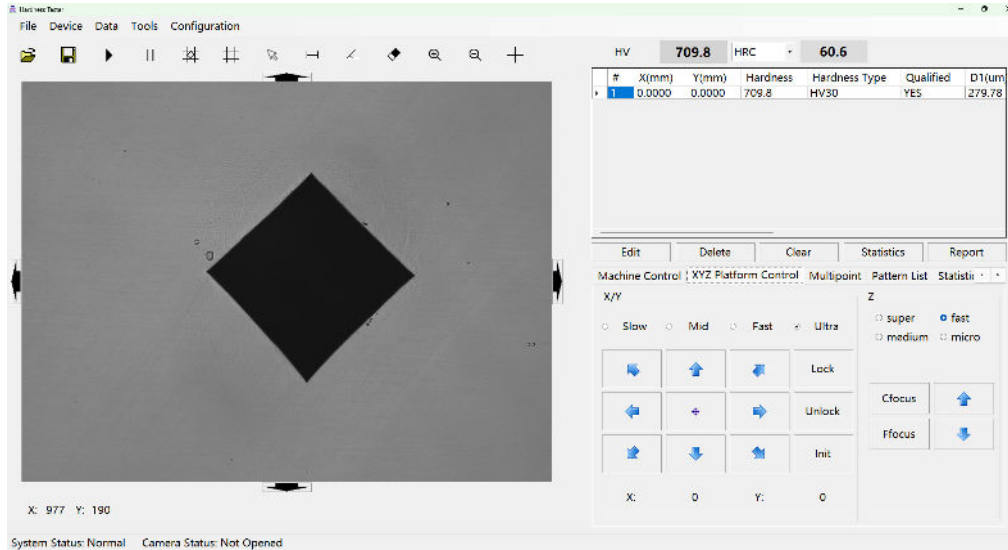 Hardness Tester
File Device Data Tools Configuration
HV 709.8 HRC 60.6
# X(mm) Y(mm) Hardness Hardness Type Qualified D1(um
1 0.0000 0.0000 709.8 HV30 YES 279.78
Edit Delete Clear Statistics Report
Machine Control XYZ Platform Control Multipoint Pattern List Statistic
X/Y
Slow Mid Fast Ultra
Lock
Unlock
Init
X: 0 Y: 0
Z
super fast
medium micro
Cfocus
Ffocus
X: 977 Y: 190
System Status: Normal Camera Status: Not Opened